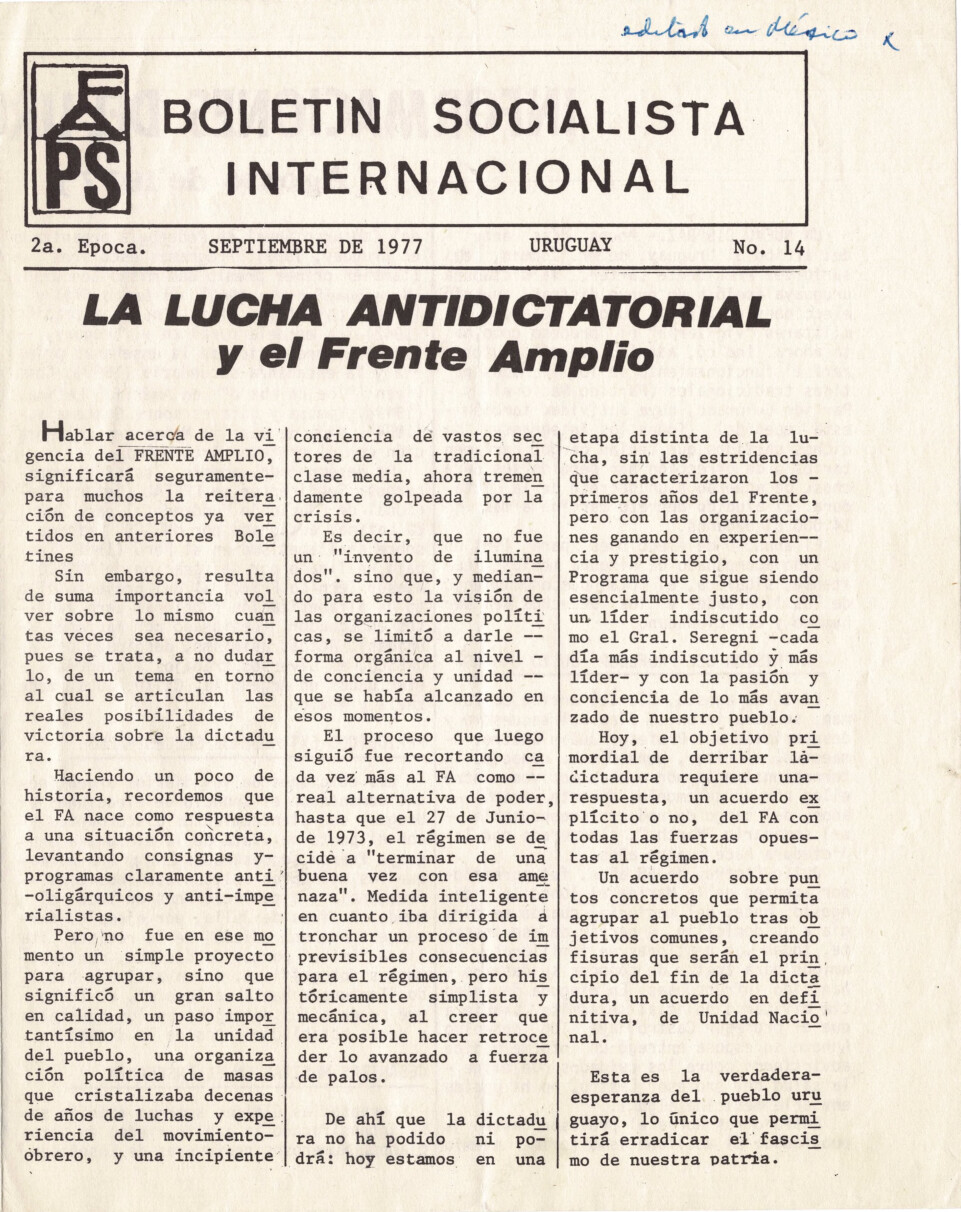 editado en México
FA
PS
BOLETIN SOCIALISTA
INTERNACIONAL
2a. Epoca. SEPTIEMBRE DE 1977 URUGUAY No. 14
LA LUCHA ANTIDICTATORIAL
y el Frente Amplio
Hablar acerca de la vi
gencia del FRENTE AMPLIO,
significará seguramente-
para muchos la reitera
ción de conceptos ya ver
tidos en anteriores Bole
tines
Sin embargo, resulta
de suma importancia vol
ver sobre lo mismo cuan
tas veces sea necesario,
pues se trata, a no dudar
lo, de un tema en torno
al cual se articulan las
reales posibilidades de
victoria sobre la dictadu
ra.
Haciendo un poco de
historia, recordemos que
el FA nace como respuesta
a una situación concreta,
levantando consignas y-
programas claramente anti
-oligárquicos y anti-impe
rialistas.
Pero no fue en ese mo
mento un simple proyecto
para agrupar, sino que
significó un gran salto
en calidad, un paso impor
tantísimo en la unidad
del pueblo, una organiza
ción política de masas
que cristalizaba decenas
de años de luchas y expe
riencia del movimiento-
obrero, y una incipiente
conciencia de vastos sec
tores de la tradicional
clase media, ahora tremen
damente golpeada por la
crisis.
Es decir, que no fue
un "invento de ilumina
dos". sino que, y median-
do para esto la visión de
las organizaciones políti
cas, se limitó a darle --
forma orgánica al nivel -
de conciencia y unidad --
que se había alcanzado en
esos momentos.
El proceso que luego
siguió fue recortando ca
da vez más al FA como --
real alternativa de poder,
hasta que el 27 de Junio-
de 1973, el régimen se de
cide a "terminar de una
buena vez con esa ame
naza". Medida inteligente
en cuanto iba dirigida a
tronchar un proceso de im
previsibles consecuencias
para el régimen, pero his
tóricamente simplista y
mecánica, al creer que
era posible hacer retroce
der lo avanzado a fuerza
de palos.
De ahí que la dictadu
ra no ha podido ni po-
drá: hoy estamos en una
etapa distinta de la lu-
cha, sin las estridencias
que caracterizaron los -
primeros años del Frente,
pero con las organizacio-
nes ganando en experien--
cia y prestigio, con un
Programa que sigue siendo
esencialmente justo, con
un líder indiscutido co
mo el Gral. Seregni -cada
día más indiscutido y más
líder- y con la pasión y
conciencia de lo más avan
zado de nuestro pueblo.
Hoy, el objetivo pri
mordial de derribar la-
dictadura requiere una-
respuesta, un acuerdo ex
plícito o no, del FA con
todas las fuerzas opues-
tas al régimen.
Un acuerdo sobre pun
tos concretos que permita
agrupar al pueblo tras ob
jetivos comunes, creando
fisuras que serán el prin
cipio del fin de la dicta
dura, un acuerdo en defi
nitiva, de Unidad Nacio
nal.
Esta es la verdadera-
esperanza del pueblo uru
guayo, lo único que permi
tirá erradicar el fascis
mo de nuestra patria.